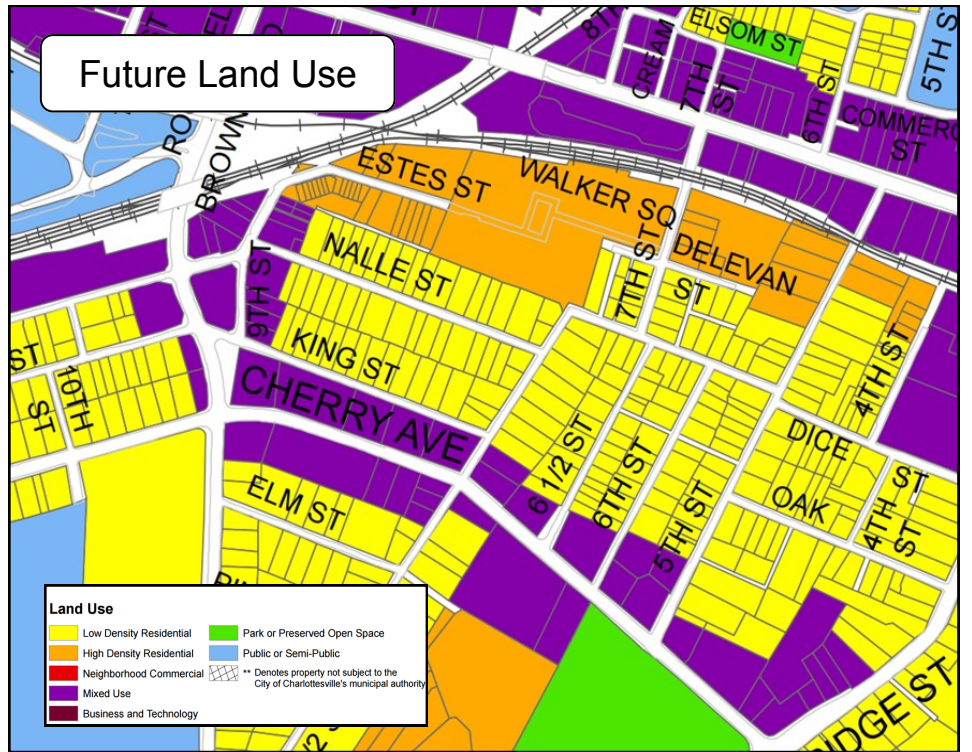 Future Land Use
8TH
ELSOM ST
5TH S
CREAM
7TH
ST
6TH ST
COMMERC
ST
RO
BROWN
ESTES ST
WALKER SQ
7TH ST
DELEVAN
ST
NALLE ST
9TH ST
KING ST
CHERRY AVE
ST
10TH
ST
4TH ST
DICE
ST
OAK
4TH
ST
6 1/2 ST
6TH ST
5TH ST
ELM ST
IDGE ST
1/2 S
Land Use
Low Density Residential
High Density Residential
Neighborhood Commercial
Mixed Use
Business and Technology
Park or Preserved Open Space
Public or Semi-Public
** Denotes property not subject to the
City of Charlottesville's municipal authority